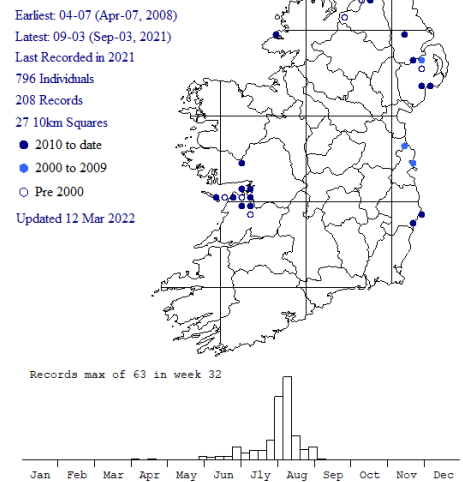 Earliest: 04-07 (Apr-07, 2008)
Latest: 09-03 (Sep-03, 2021)
Last Recorded in 2021
796 Individuals
208 Records
27 10km Squares
2010 to date
2000 to 2009
Pre 2000
Updated 12 Mar 2022
Records max of 63 in week 32
Jan Feb Mar Apr May Jun Jly Aug Sep Oct Nov Dec